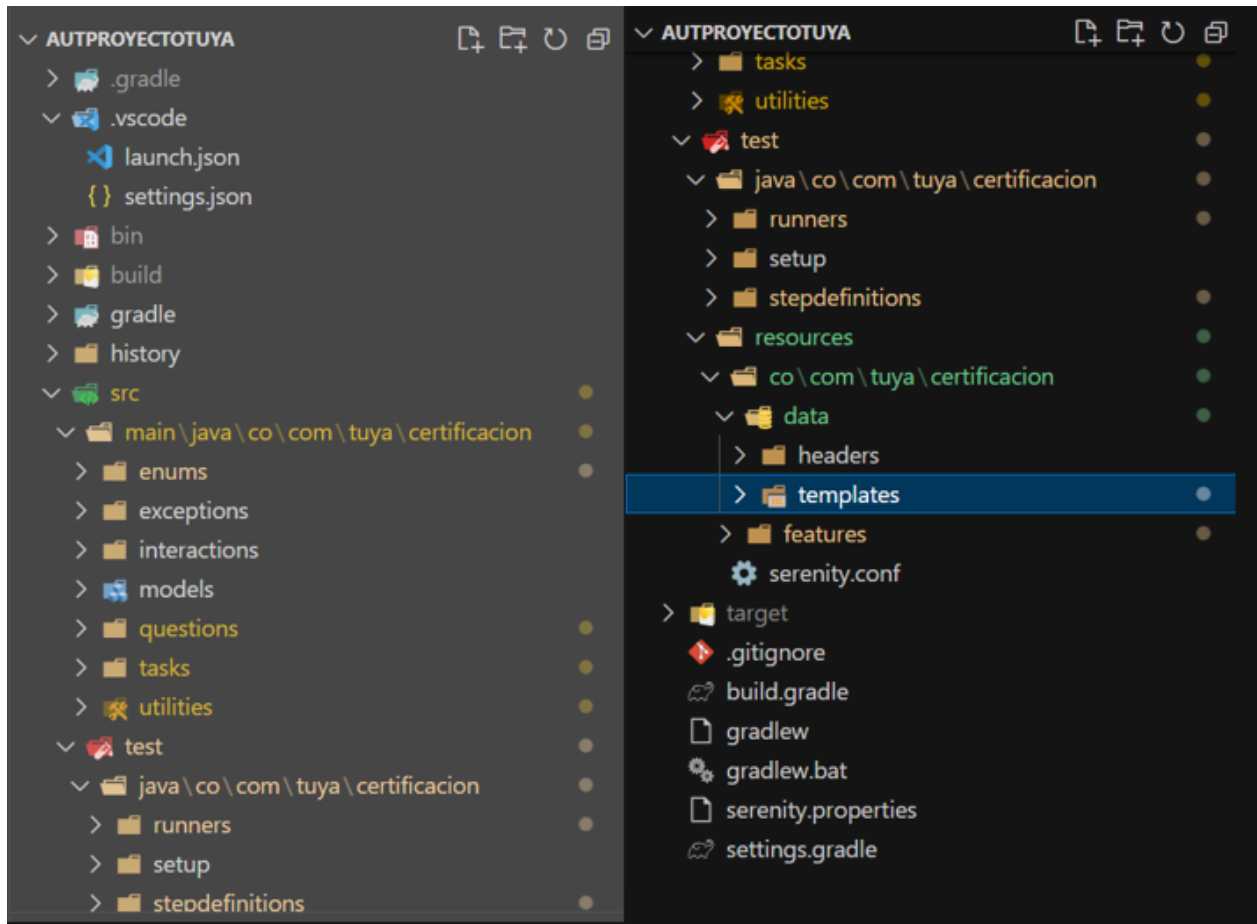 AUTPROYECTOTUYA
.gradle
.vscode
launch.json
{ } settings.json
bin
build
gradle
history
src
main\java\co\com\tuya\certificacion
enums
exceptions
interactions
models
questions
tasks
utilities
test
java\co\com\tuya\certificacion
runners
setup
stepdefinitions
AUTPROYECTOTUYA
tasks
utilities
test
java\co\com\tuya\certificacion
runners
setup
stepdefinitions
resources
co\com\tuya\certificacion
data
headers
templates
features
serenity.conf
target
.gitignore
build.gradle
gradlew
gradlew.bat
serenity.properties
settings.gradle